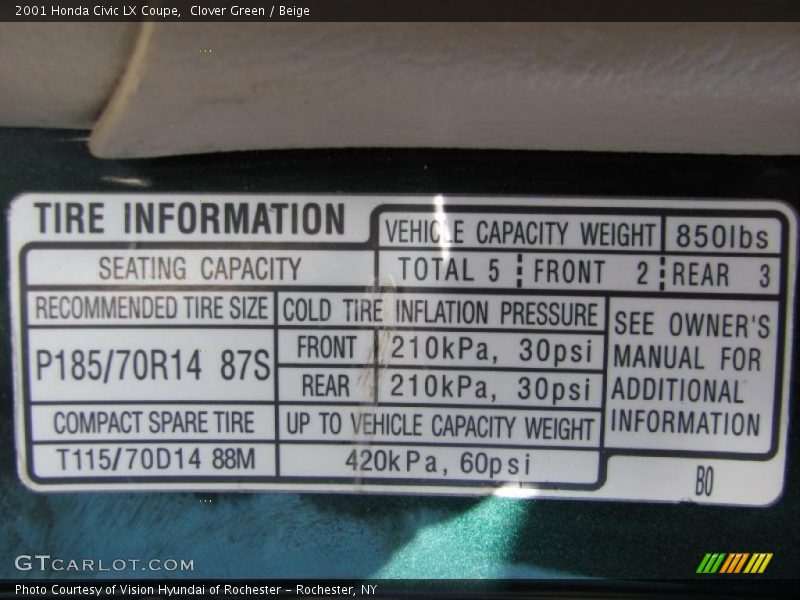 2001 Honda Civic LX Coupe,  Clover Green / Beige
TIRE INFORMATION
VEHICLE CAPACITY WEIGHT 850lbs
SEATING CAPACITY TOTAL 5 FRONT 2 REAR 3
RECOMMENDED TIRE SIZE COLD TIRE INFLATION PRESSURE
P185/70R14 87S
FRONT 210kPa, 30psi
REAR 210kPa, 30psi
SEE OWNER'S
MANUAL FOR
ADDITIONAL
INFORMATION
COMPACT SPARE TIRE UP TO VEHICLE CAPACITY WEIGHT
T115/70D14 88M 420kPa, 60psi
B0
GTCARLOT.COM
Photo Courtesy of Vision Hyundai of Rochester – Rochester, NY